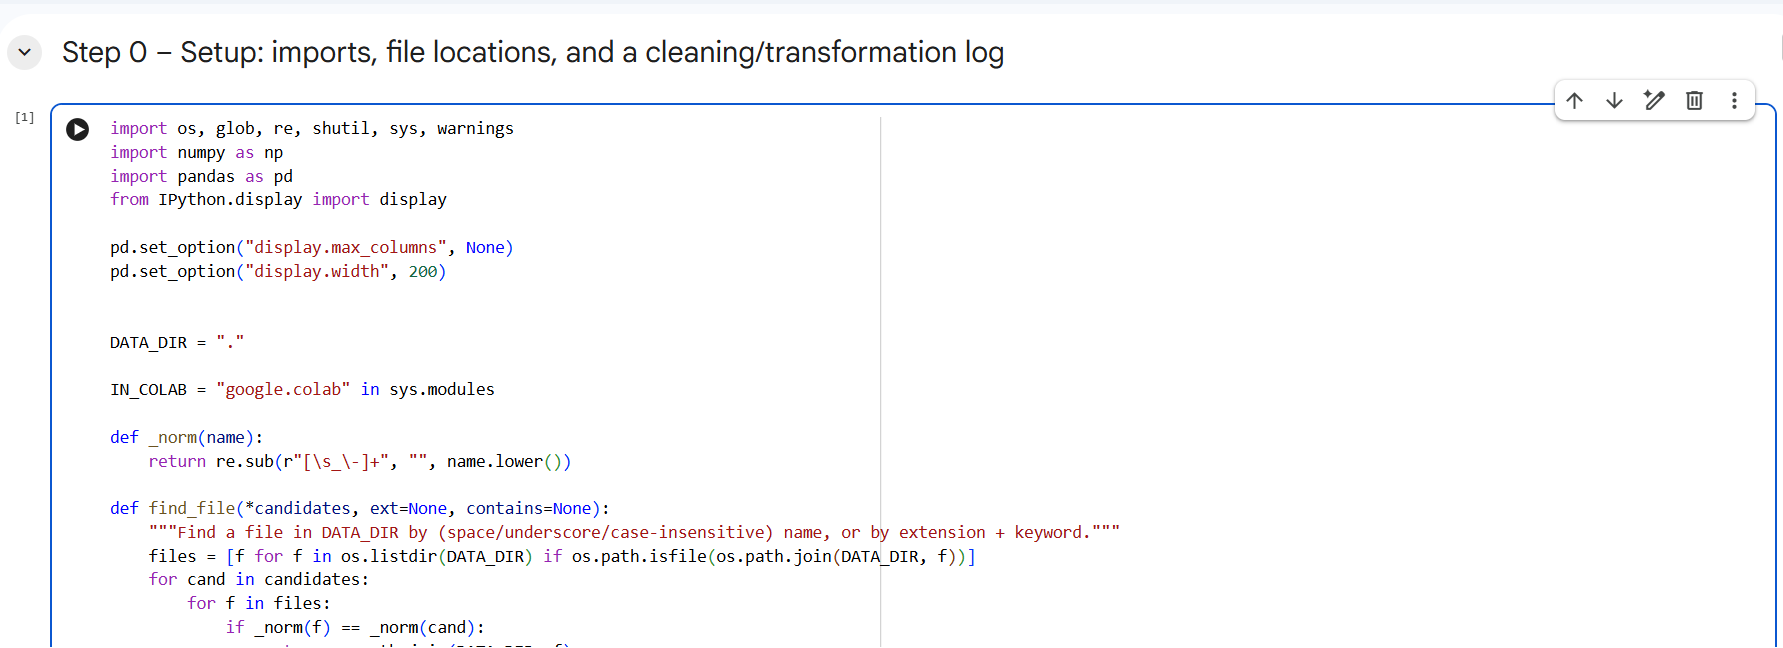 Step 0 – Setup: imports, file locations, and a cleaning/transformation log
[1]
import os, glob, re, shutil, sys, warnings
import numpy as np
import pandas as pd
from IPython.display import display
pd.set_option("display.max_columns", None)
pd.set_option("display.width", 200)
DATA_DIR = "."
IN_COLAB = "google.colab" in sys.modules
def _norm(name):
    return re.sub(r"[\s_\-]+", "", name.lower())
def find_file(*candidates, ext=None, contains=None):
    """Find a file in DATA_DIR by (space/underscore/case-insensitive) name, or by extension + keyword."""
    files = [f for f in os.listdir(DATA_DIR) if os.path.isfile(os.path.join(DATA_DIR, f))]
    for cand in candidates:
        for f in files:
            if _norm(f) == _norm(cand):